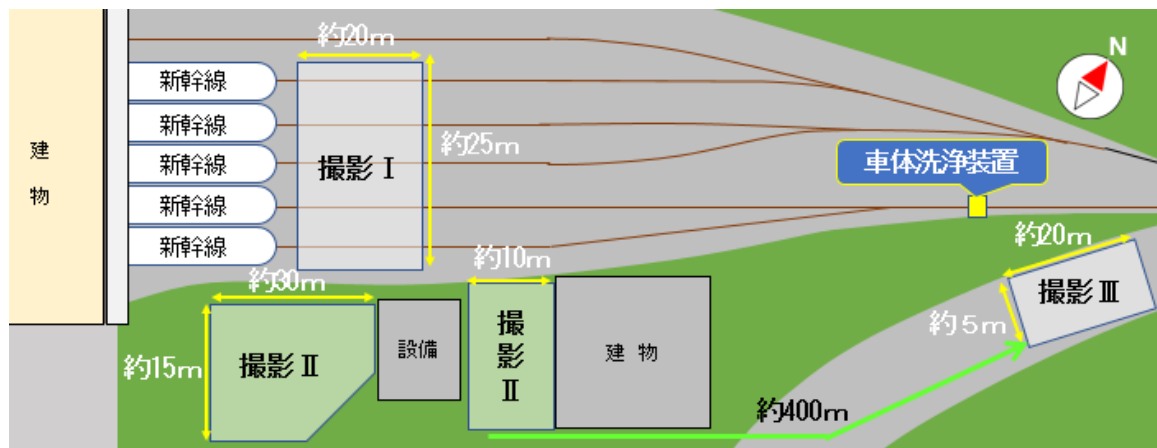 約20m
N
新幹線
新幹線
新幹線
新幹線
新幹線
建物
撮影Ⅰ
約25m
車体洗浄装置
約30m
約10m
約20m
約15m
撮影Ⅱ
設備
撮影Ⅱ
建物
撮影Ⅲ
約5m
約400m